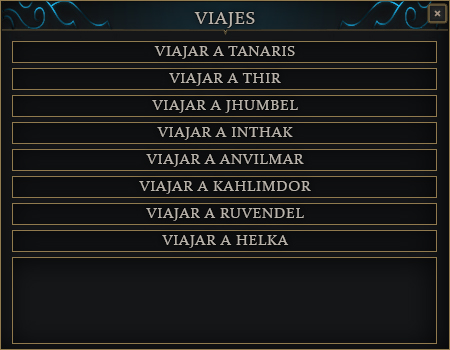 VIAJES
×
VIAJAR A TANARIS
VIAJAR A THIR
VIAJAR A JHUMBEL
VIAJAR A INTHAK
VIAJAR A ANVILMAR
VIAJAR A KAHLIMDOR
VIAJAR A RUVENDEL
VIAJAR A HELKA